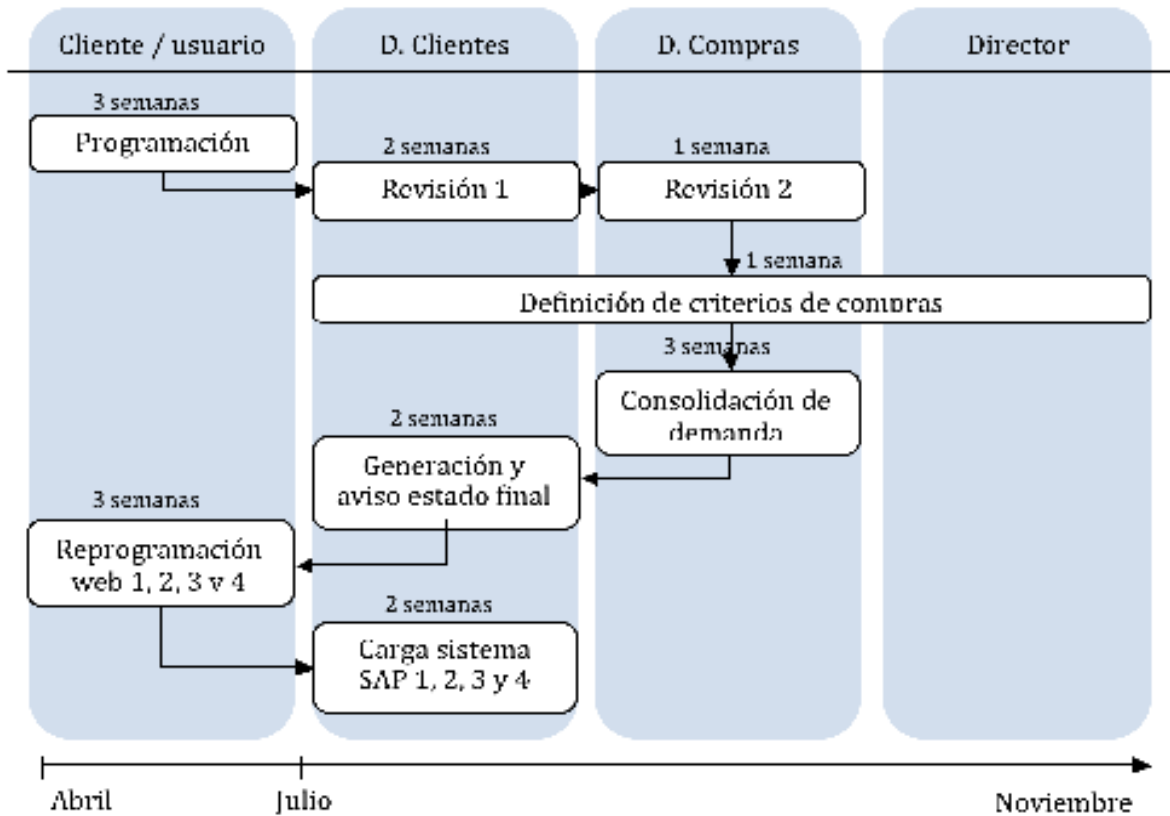 Cliente / usuario
D. Clientes
D. Compras
Director
3 semanas
Programación
2 semanas
Revisión 1
1 semana
Revisión 2
1 semana
Definición de criterios de compras
3 semanas
Consolidación de
demanda
2 semanas
Generación y
aviso estado final
3 semanas
Reprogramación
web 1, 2, 3 y 4
2 semanas
Carga sistema
SAP 1, 2, 3 y 4
Abril
Julio
Noviembre